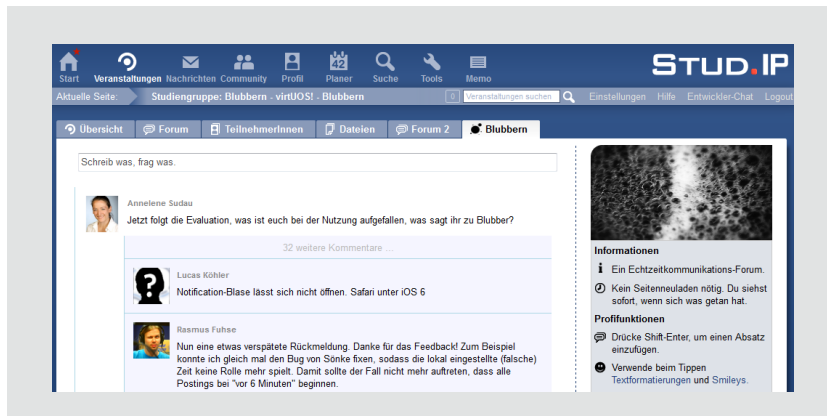 42
Start Veranstaltungen Nachrichten Community Profil Planer Suche Tools Memo
STUD.IP
Aktuelle Seite: Studiengruppe: Blubbern - virtUOS! - Blubbern 0 Veranstaltungen suchen Einstellungen Hilfe Entwickler-Chat Logout
Übersicht Forum TeilnehmerInnen Dateien Forum 2 Blubbern
Schreib was, frag was.
Annelene Sudau
Jetzt folgt die Evaluation, was ist euch bei der Nutzung aufgefallen, was sagt ihr zu Blubber?
32 weitere Kommentare ...
Lucas Köhler
Notification-Blase lässt sich nicht öffnen. Safari unter iOS 6
Rasmus Fuhse
Nun eine etwas verspätete Rückmeldung. Danke für das Feedback! Zum Beispiel
konnte ich gleich mal den Bug von Sönke fixen, sodass die lokal eingestellte (falsche)
Zeit keine Rolle mehr spielt. Damit sollte der Fall nicht mehr auftreten, dass alle
Postings bei "vor 6 Minuten" beginnen.
Informationen
Ein Echtzeitkommunikations-Forum.
Kein Seitenneuladen nötig. Du siehst
sofort, wenn sich was getan hat.
Profifunktionen
Drücke Shift-Enter, um einen Absatz
einzufügen.
Verwende beim Tippen
Textformatierungen und Smileys.